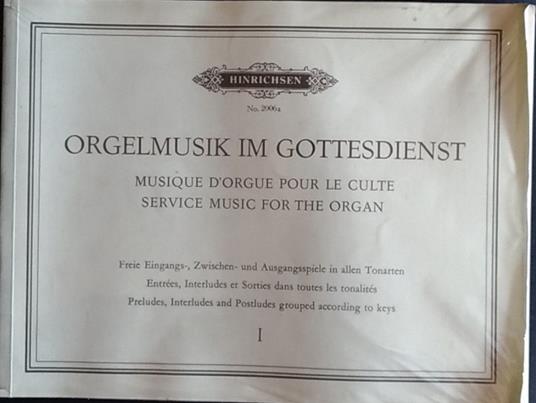 HINRICHSEN
No. 2906a
ORGELMUSIK IM GOTTESDIENST
MUSIQUE D'ORGUE POUR LE CULTE
SERVICE MUSIC FOR THE ORGAN
Freie Eingangs-, Zwischen- und Ausgangsspiele in allen Tonarten
Entrées, Interludes et Sorties dans toutes les tonalités
Preludes, Interludes and Postludes grouped according to keys
I